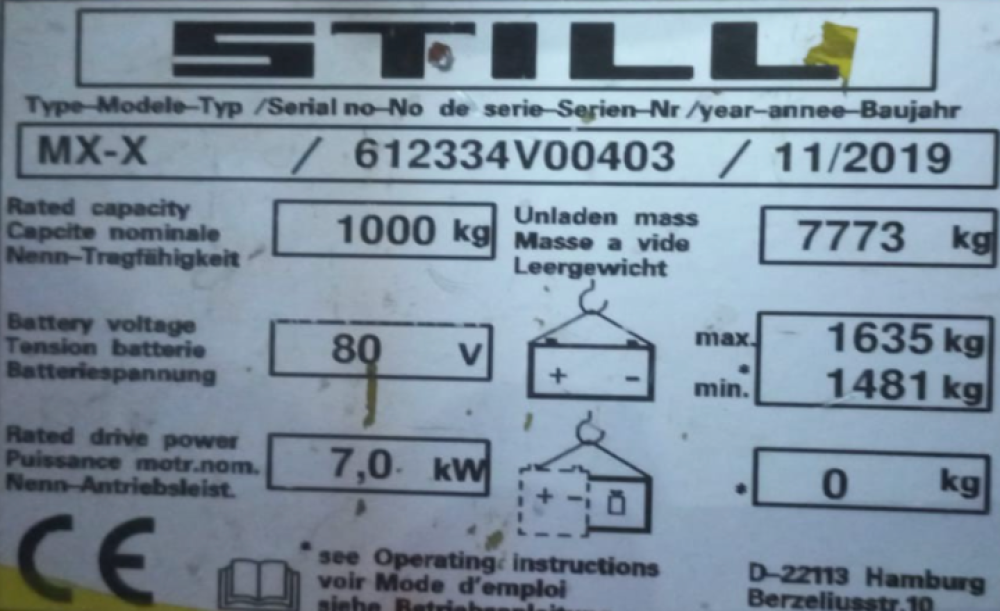 STILL
Type-Modele-Typ /Serial no-No de serie-Serien-Nr /year-annee-Baujahr
MX-X / 612334V00403 / 11/2019
Rated capacity
Capcite nominale
Nenn-Tragfähigkeit
1000 kg
Unladen mass
Masse a vide
Leergewicht
7773 kg
Battery voltage
Tension batterie
Batteriespannung
80 V
+ -
max. 1635 kg
min.* 1481 kg
Rated drive power
Puissance motr.nom.
Nenn-Antriebsleist.
7,0 kW
+ -
* 0 kg
CE
* see Operating instructions
voir Mode d'emploi
siehe Betriebsanleitung
D-22113 Hamburg
Berzeliusstr.10